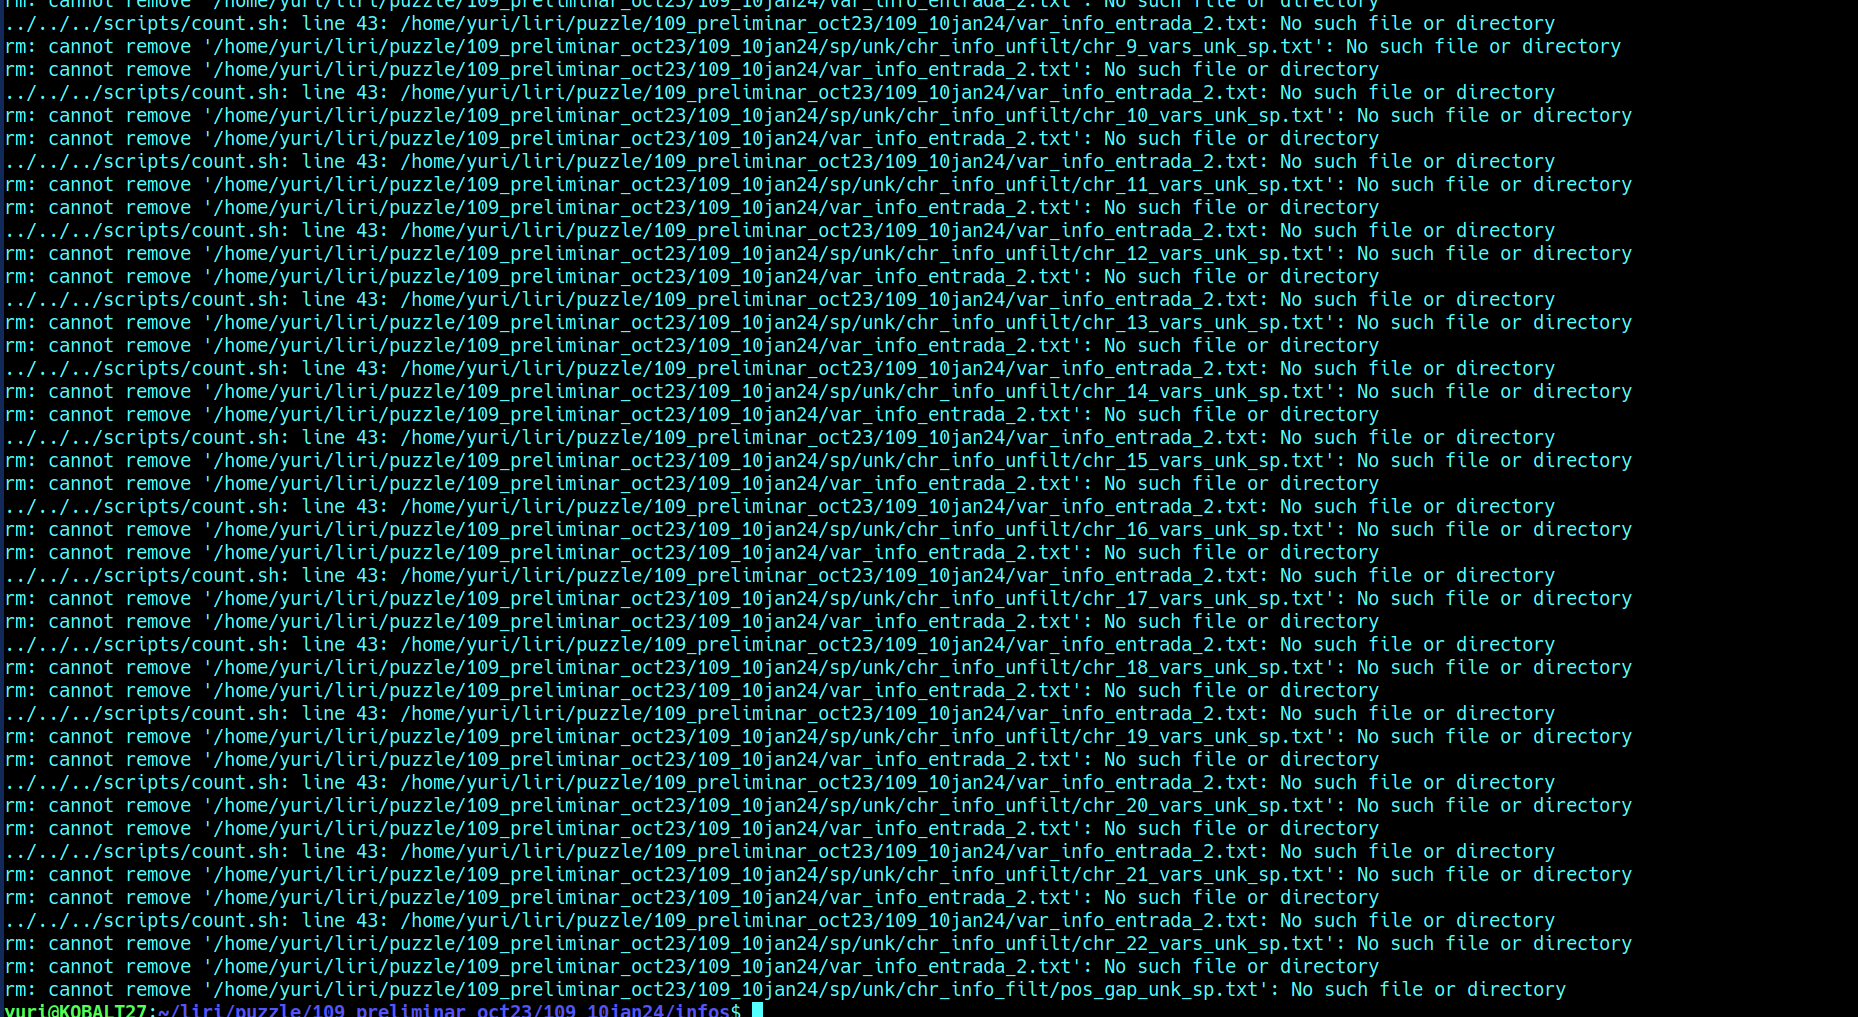 rm: cannot remove '/home/yuri/liri/puzzle/109_preliminar_oct23/109_10jan24/var_info_entrada_2.txt': No such file or directory
../../../scripts/count.sh: line 43: /home/yuri/liri/puzzle/109_preliminar_oct23/109_10jan24/var_info_entrada_2.txt: No such file or directory
rm: cannot remove '/home/yuri/liri/puzzle/109_preliminar_oct23/109_10jan24/sp/unk/chr_info_unfilt/chr_9_vars_unk_sp.txt': No such file or directory
rm: cannot remove '/home/yuri/liri/puzzle/109_preliminar_oct23/109_10jan24/var_info_entrada_2.txt': No such file or directory
../../../scripts/count.sh: line 43: /home/yuri/liri/puzzle/109_preliminar_oct23/109_10jan24/var_info_entrada_2.txt: No such file or directory
rm: cannot remove '/home/yuri/liri/puzzle/109_preliminar_oct23/109_10jan24/sp/unk/chr_info_unfilt/chr_10_vars_unk_sp.txt': No such file or directory
rm: cannot remove '/home/yuri/liri/puzzle/109_preliminar_oct23/109_10jan24/var_info_entrada_2.txt': No such file or directory
../../../scripts/count.sh: line 43: /home/yuri/liri/puzzle/109_preliminar_oct23/109_10jan24/var_info_entrada_2.txt: No such file or directory
rm: cannot remove '/home/yuri/liri/puzzle/109_preliminar_oct23/109_10jan24/sp/unk/chr_info_unfilt/chr_11_vars_unk_sp.txt': No such file or directory
rm: cannot remove '/home/yuri/liri/puzzle/109_preliminar_oct23/109_10jan24/var_info_entrada_2.txt': No such file or directory
../../../scripts/count.sh: line 43: /home/yuri/liri/puzzle/109_preliminar_oct23/109_10jan24/var_info_entrada_2.txt: No such file or directory
rm: cannot remove '/home/yuri/liri/puzzle/109_preliminar_oct23/109_10jan24/sp/unk/chr_info_unfilt/chr_12_vars_unk_sp.txt': No such file or directory
rm: cannot remove '/home/yuri/liri/puzzle/109_preliminar_oct23/109_10jan24/var_info_entrada_2.txt': No such file or directory
../../../scripts/count.sh: line 43: /home/yuri/liri/puzzle/109_preliminar_oct23/109_10jan24/var_info_entrada_2.txt: No such file or directory
rm: cannot remove '/home/yuri/liri/puzzle/109_preliminar_oct23/109_10jan24/sp/unk/chr_info_unfilt/chr_13_vars_unk_sp.txt': No such file or directory
rm: cannot remove '/home/yuri/liri/puzzle/109_preliminar_oct23/109_10jan24/var_info_entrada_2.txt': No such file or directory
../../../scripts/count.sh: line 43: /home/yuri/liri/puzzle/109_preliminar_oct23/109_10jan24/var_info_entrada_2.txt: No such file or directory
rm: cannot remove '/home/yuri/liri/puzzle/109_preliminar_oct23/109_10jan24/sp/unk/chr_info_unfilt/chr_14_vars_unk_sp.txt': No such file or directory
rm: cannot remove '/home/yuri/liri/puzzle/109_preliminar_oct23/109_10jan24/var_info_entrada_2.txt': No such file or directory
../../../scripts/count.sh: line 43: /home/yuri/liri/puzzle/109_preliminar_oct23/109_10jan24/var_info_entrada_2.txt: No such file or directory
rm: cannot remove '/home/yuri/liri/puzzle/109_preliminar_oct23/109_10jan24/sp/unk/chr_info_unfilt/chr_15_vars_unk_sp.txt': No such file or directory
rm: cannot remove '/home/yuri/liri/puzzle/109_preliminar_oct23/109_10jan24/var_info_entrada_2.txt': No such file or directory
../../../scripts/count.sh: line 43: /home/yuri/liri/puzzle/109_preliminar_oct23/109_10jan24/var_info_entrada_2.txt: No such file or directory
rm: cannot remove '/home/yuri/liri/puzzle/109_preliminar_oct23/109_10jan24/sp/unk/chr_info_unfilt/chr_16_vars_unk_sp.txt': No such file or directory
rm: cannot remove '/home/yuri/liri/puzzle/109_preliminar_oct23/109_10jan24/var_info_entrada_2.txt': No such file or directory
../../../scripts/count.sh: line 43: /home/yuri/liri/puzzle/109_preliminar_oct23/109_10jan24/var_info_entrada_2.txt: No such file or directory
rm: cannot remove '/home/yuri/liri/puzzle/109_preliminar_oct23/109_10jan24/sp/unk/chr_info_unfilt/chr_17_vars_unk_sp.txt': No such file or directory
rm: cannot remove '/home/yuri/liri/puzzle/109_preliminar_oct23/109_10jan24/var_info_entrada_2.txt': No such file or directory
../../../scripts/count.sh: line 43: /home/yuri/liri/puzzle/109_preliminar_oct23/109_10jan24/var_info_entrada_2.txt: No such file or directory
rm: cannot remove '/home/yuri/liri/puzzle/109_preliminar_oct23/109_10jan24/sp/unk/chr_info_unfilt/chr_18_vars_unk_sp.txt': No such file or directory
rm: cannot remove '/home/yuri/liri/puzzle/109_preliminar_oct23/109_10jan24/var_info_entrada_2.txt': No such file or directory
../../../scripts/count.sh: line 43: /home/yuri/liri/puzzle/109_preliminar_oct23/109_10jan24/var_info_entrada_2.txt: No such file or directory
rm: cannot remove '/home/yuri/liri/puzzle/109_preliminar_oct23/109_10jan24/sp/unk/chr_info_unfilt/chr_19_vars_unk_sp.txt': No such file or directory
rm: cannot remove '/home/yuri/liri/puzzle/109_preliminar_oct23/109_10jan24/var_info_entrada_2.txt': No such file or directory
../../../scripts/count.sh: line 43: /home/yuri/liri/puzzle/109_preliminar_oct23/109_10jan24/var_info_entrada_2.txt: No such file or directory
rm: cannot remove '/home/yuri/liri/puzzle/109_preliminar_oct23/109_10jan24/sp/unk/chr_info_unfilt/chr_20_vars_unk_sp.txt': No such file or directory
rm: cannot remove '/home/yuri/liri/puzzle/109_preliminar_oct23/109_10jan24/var_info_entrada_2.txt': No such file or directory
../../../scripts/count.sh: line 43: /home/yuri/liri/puzzle/109_preliminar_oct23/109_10jan24/var_info_entrada_2.txt: No such file or directory
rm: cannot remove '/home/yuri/liri/puzzle/109_preliminar_oct23/109_10jan24/sp/unk/chr_info_unfilt/chr_21_vars_unk_sp.txt': No such file or directory
rm: cannot remove '/home/yuri/liri/puzzle/109_preliminar_oct23/109_10jan24/var_info_entrada_2.txt': No such file or directory
../../../scripts/count.sh: line 43: /home/yuri/liri/puzzle/109_preliminar_oct23/109_10jan24/var_info_entrada_2.txt: No such file or directory
rm: cannot remove '/home/yuri/liri/puzzle/109_preliminar_oct23/109_10jan24/sp/unk/chr_info_unfilt/chr_22_vars_unk_sp.txt': No such file or directory
rm: cannot remove '/home/yuri/liri/puzzle/109_preliminar_oct23/109_10jan24/var_info_entrada_2.txt': No such file or directory
rm: cannot remove '/home/yuri/liri/puzzle/109_preliminar_oct23/109_10jan24/sp/unk/chr_info_filt/pos_gap_unk_sp.txt': No such file or directory
yuri@KOBALT27:~/liri/puzzle/109_preliminar_oct23/109_10jan24/infos$